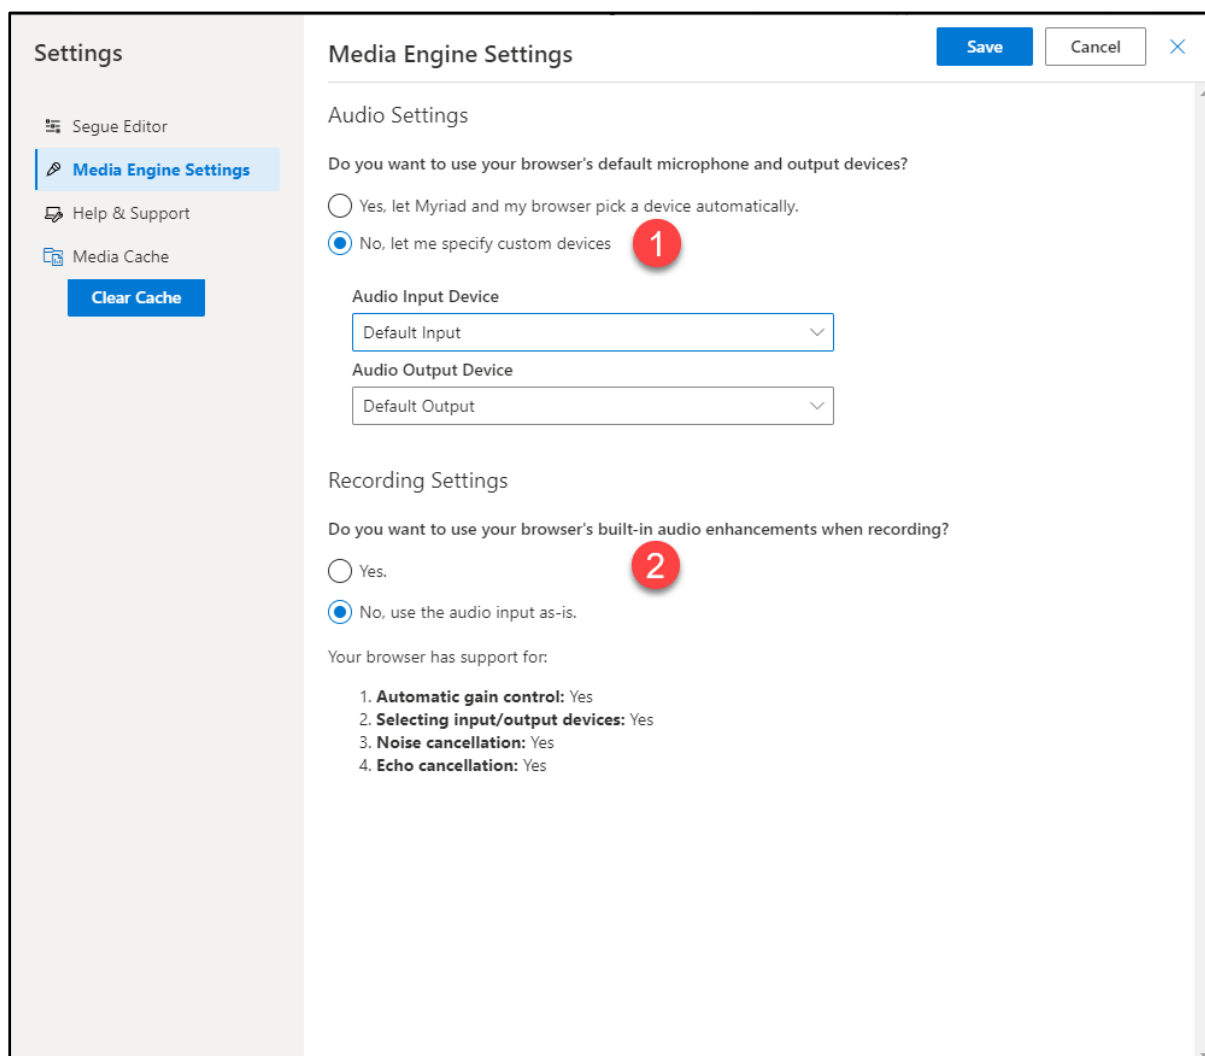 Settings
Segue Editor
Media Engine Settings
Help & Support
Media Cache
Clear Cache
Media Engine Settings
Save
Cancel
Audio Settings
Do you want to use your browser's default microphone and output devices?
Yes, let Myriad and my browser pick a device automatically.
No, let me specify custom devices
1
Audio Input Device
Default Input
Audio Output Device
Default Output
Recording Settings
Do you want to use your browser's built-in audio enhancements when recording?
Yes.
2
No, use the audio input as-is.
Your browser has support for:
1. Automatic gain control: Yes
2. Selecting input/output devices: Yes
3. Noise cancellation: Yes
4. Echo cancellation: Yes